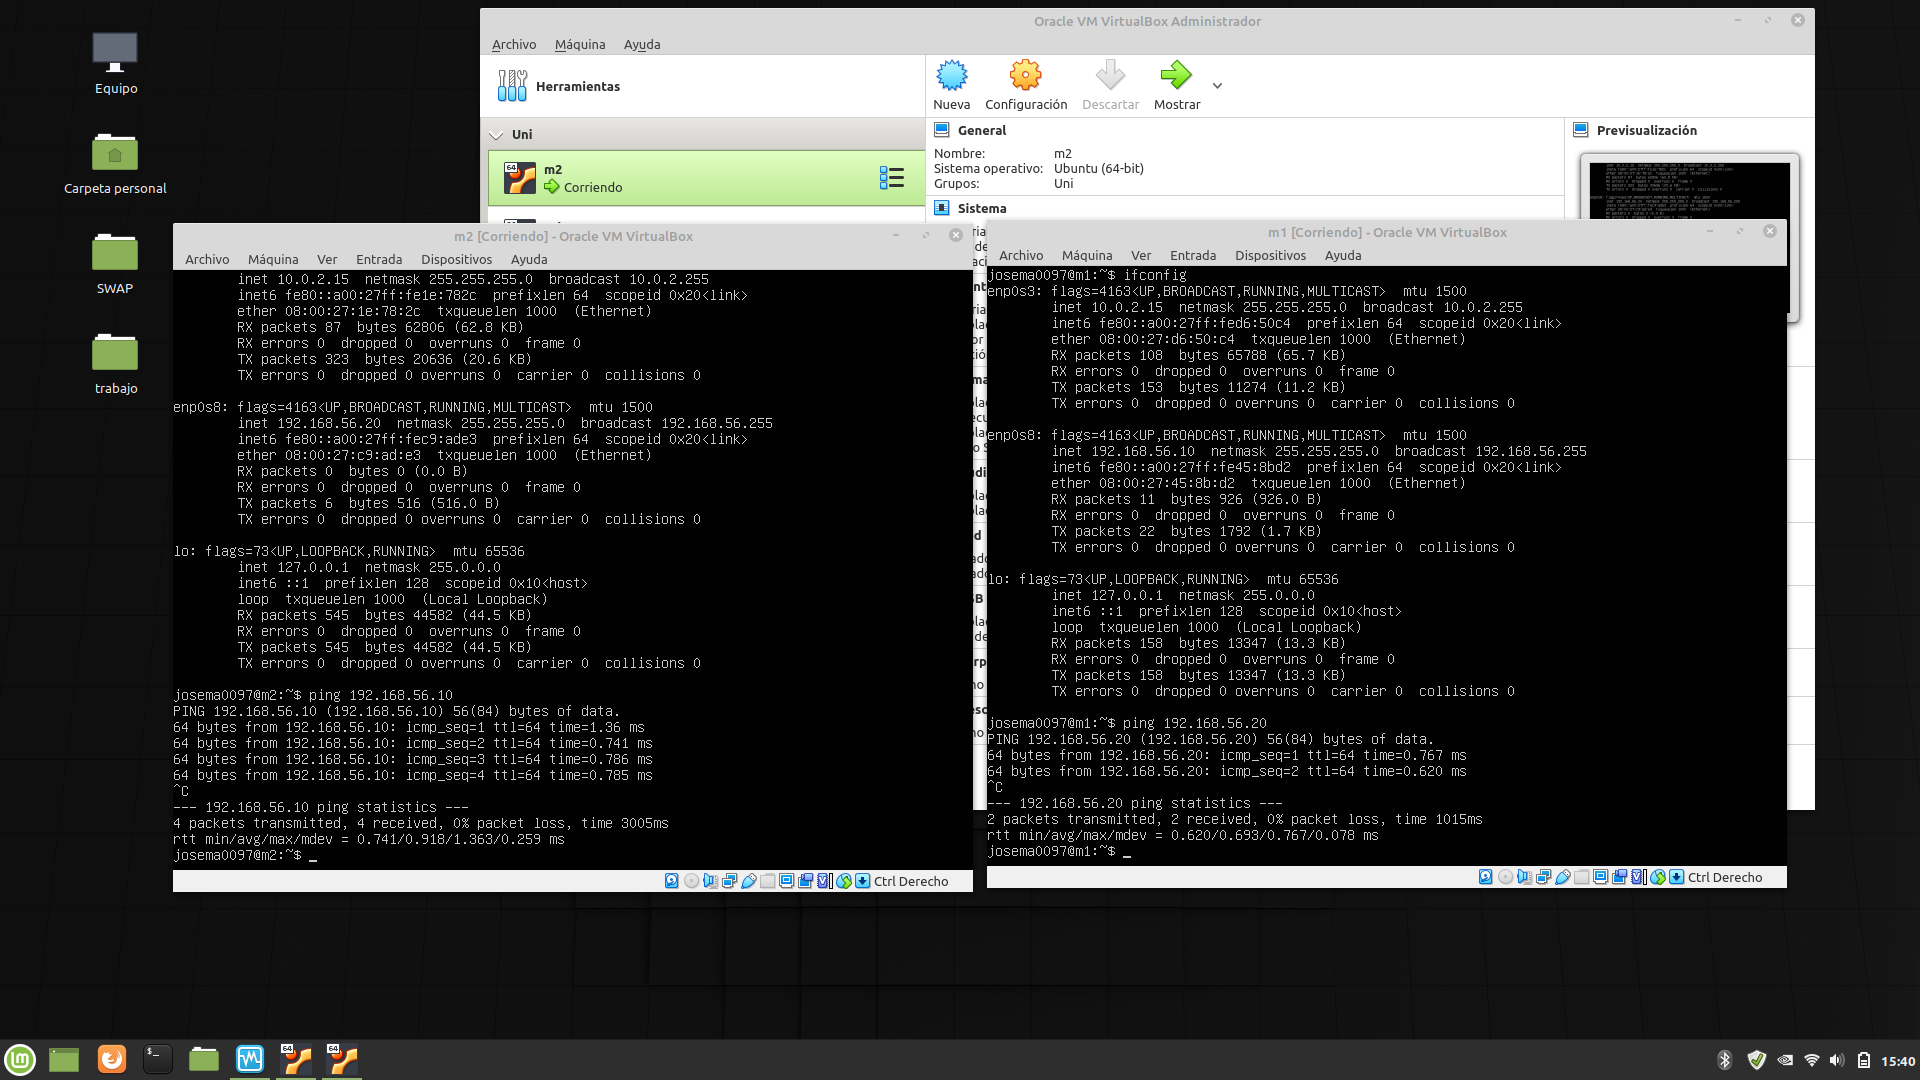 Equipo
Carpeta personal
SWAP
trabajo
Oracle VM VirtualBox Administrador
Archivo Máquina Ayuda
Herramientas
Nueva Configuración Descartar Mostrar
Uni
64 m2
Corriendo
General
Nombre: m2
Sistema operativo: Ubuntu (64-bit)
Grupos: Uni
Sistema
Previsualización
m2 [Corriendo] - Oracle VM VirtualBox
Archivo Máquina Ver Entrada Dispositivos Ayuda
inet 10.0.2.15 netmask 255.255.255.0 broadcast 10.0.2.255
inet6 fe80::a00:27ff:fe1e:782c prefixlen 64 scopeid 0x20<link>
ether 08:00:27:1e:78:2c txqueuelen 1000 (Ethernet)
RX packets 87 bytes 62806 (62.8 KB)
RX errors 0 dropped 0 overruns 0 frame 0
TX packets 323 bytes 20636 (20.6 KB)
TX errors 0 dropped 0 overruns 0 carrier 0 collisions 0
enp0s8: flags=4163<UP,BROADCAST,RUNNING,MULTICAST> mtu 1500
inet 192.168.56.20 netmask 255.255.255.0 broadcast 192.168.56.255
inet6 fe80::a00:27ff:fec9:ade3 prefixlen 64 scopeid 0x20<link>
ether 08:00:27:c9:ad:e3 txqueuelen 1000 (Ethernet)
RX packets 0 bytes 0 (0.0 B)
RX errors 0 dropped 0 overruns 0 frame 0
TX packets 6 bytes 516 (516.0 B)
TX errors 0 dropped 0 overruns 0 carrier 0 collisions 0
lo: flags=73<UP,LOOPBACK,RUNNING> mtu 65536
inet 127.0.0.1 netmask 255.0.0.0
inet6 ::1 prefixlen 128 scopeid 0x10<host>
loop txqueuelen 1000 (Local Loopback)
RX packets 545 bytes 44582 (44.5 KB)
RX errors 0 dropped 0 overruns 0 frame 0
TX packets 545 bytes 44582 (44.5 KB)
TX errors 0 dropped 0 overruns 0 carrier 0 collisions 0
josema0097@m2:~$ ping 192.168.56.10
PING 192.168.56.10 (192.168.56.10) 56(84) bytes of data.
64 bytes from 192.168.56.10: icmp_seq=1 ttl=64 time=1.36 ms
64 bytes from 192.168.56.10: icmp_seq=2 ttl=64 time=0.741 ms
64 bytes from 192.168.56.10: icmp_seq=3 ttl=64 time=0.786 ms
64 bytes from 192.168.56.10: icmp_seq=4 ttl=64 time=0.785 ms
^C
--- 192.168.56.10 ping statistics ---
4 packets transmitted, 4 received, 0% packet loss, time 3005ms
rtt min/avg/max/mdev = 0.741/0.918/1.363/0.259 ms
josema0097@m2:~$ _
Ctrl Derecho
m1 [Corriendo] - Oracle VM VirtualBox
Archivo Máquina Ver Entrada Dispositivos Ayuda
josema0097@m1:~$ ifconfig
enp0s3: flags=4163<UP,BROADCAST,RUNNING,MULTICAST> mtu 1500
inet 10.0.2.15 netmask 255.255.255.0 broadcast 10.0.2.255
inet6 fe80::a00:27ff:fed6:50c4 prefixlen 64 scopeid 0x20<link>
ether 08:00:27:d6:50:c4 txqueuelen 1000 (Ethernet)
RX packets 108 bytes 65788 (65.7 KB)
RX errors 0 dropped 0 overruns 0 frame 0
TX packets 153 bytes 11274 (11.2 KB)
TX errors 0 dropped 0 overruns 0 carrier 0 collisions 0
enp0s8: flags=4163<UP,BROADCAST,RUNNING,MULTICAST> mtu 1500
inet 192.168.56.10 netmask 255.255.255.0 broadcast 192.168.56.255
inet6 fe80::a00:27ff:fe45:8bd2 prefixlen 64 scopeid 0x20<link>
ether 08:00:27:45:8b:d2 txqueuelen 1000 (Ethernet)
RX packets 11 bytes 926 (926.0 B)
RX errors 0 dropped 0 overruns 0 frame 0
TX packets 22 bytes 1792 (1.7 KB)
TX errors 0 dropped 0 overruns 0 carrier 0 collisions 0
lo: flags=73<UP,LOOPBACK,RUNNING> mtu 65536
inet 127.0.0.1 netmask 255.0.0.0
inet6 ::1 prefixlen 128 scopeid 0x10<host>
loop txqueuelen 1000 (Local Loopback)
RX packets 158 bytes 13347 (13.3 KB)
RX errors 0 dropped 0 overruns 0 frame 0
TX packets 158 bytes 13347 (13.3 KB)
TX errors 0 dropped 0 overruns 0 carrier 0 collisions 0
josema0097@m1:~$ ping 192.168.56.20
PING 192.168.56.20 (192.168.56.20) 56(84) bytes of data.
64 bytes from 192.168.56.20: icmp_seq=1 ttl=64 time=0.767 ms
64 bytes from 192.168.56.20: icmp_seq=2 ttl=64 time=0.620 ms
^C
--- 192.168.56.20 ping statistics ---
2 packets transmitted, 2 received, 0% packet loss, time 1015ms
rtt min/avg/max/mdev = 0.620/0.693/0.767/0.078 ms
josema0097@m1:~$ _
Ctrl Derecho
64 64
15:40